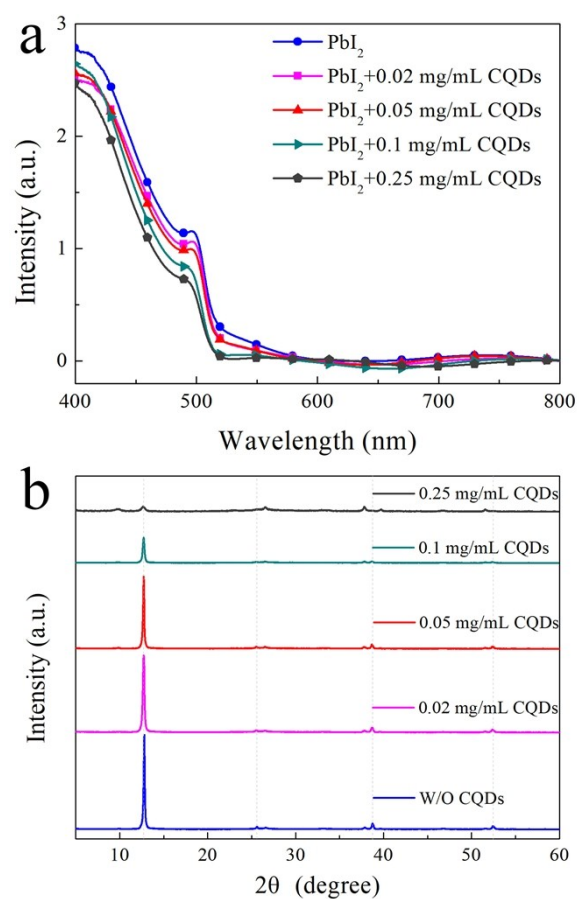 a
PbI₂
PbI₂+0.02 mg/mL CQDs
PbI₂+0.05 mg/mL CQDs
PbI₂+0.1 mg/mL CQDs
PbI₂+0.25 mg/mL CQDs
Intensity (a.u.)
3
2
1
0
400
500
600
700
800
Wavelength (nm)
b
0.25 mg/mL CQDs
0.1 mg/mL CQDs
0.05 mg/mL CQDs
0.02 mg/mL CQDs
W/O CQDs
Intensity (a.u.)
10
20
30
40
50
60
2θ (degree)